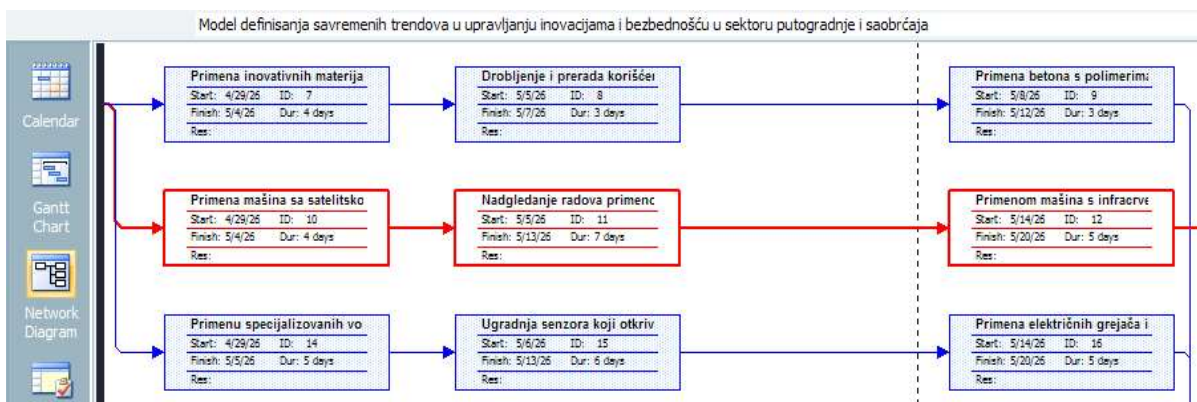 Model definisanja savremenih trendova u upravljanju inovacijama i bezbednošću u sektoru putogradnje i saobrćaja
Calendar
Gantt
Chart
Network
Diagram
Primena inovativnih materija
Start: 4/29/26 ID: 7
Finish: 5/4/26 Dur: 4 days
Res:
Drobljenje i prerada korišćer
Start: 5/5/26 ID: 8
Finish: 5/7/26 Dur: 3 days
Res:
Primena betona s polimerima
Start: 5/8/26 ID: 9
Finish: 5/12/26 Dur: 3 days
Res:
Primena mašina sa satelitsko
Start: 4/29/26 ID: 10
Finish: 5/4/26 Dur: 4 days
Res:
Nadgledanje radova primenc
Start: 5/5/26 ID: 11
Finish: 5/13/26 Dur: 7 days
Res:
Primenom mašina s infracrve
Start: 5/14/26 ID: 12
Finish: 5/20/26 Dur: 5 days
Res:
Primenu specijalizovanih vo
Start: 4/29/26 ID: 14
Finish: 5/5/26 Dur: 5 days
Res:
Ugradnja senzora koji otkriv
Start: 5/6/26 ID: 15
Finish: 5/13/26 Dur: 6 days
Res:
Primena električnih grejača i
Start: 5/14/26 ID: 16
Finish: 5/20/26 Dur: 5 days
Res: